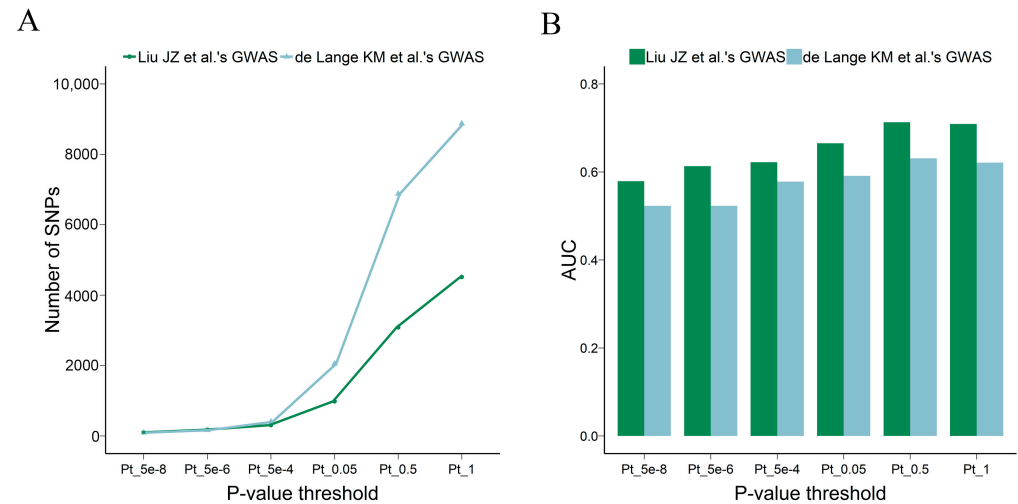 A
Liu JZ et al.'s GWAS de Lange KM et al.'s GWAS
10,000
8000
6000
4000
2000
0
Number of SNPs
Pt_5e-8 Pt_5e-6 Pt_5e-4 Pt_0.05 Pt_0.5 Pt_1
P-value threshold
B
Liu JZ et al.'s GWAS de Lange KM et al.'s GWAS
0.8
0.6
0.4
0.2
0.0
AUC
Pt_5e-8 Pt_5e-6 Pt_5e-4 Pt_0.05 Pt_0.5 Pt_1
P-value threshold